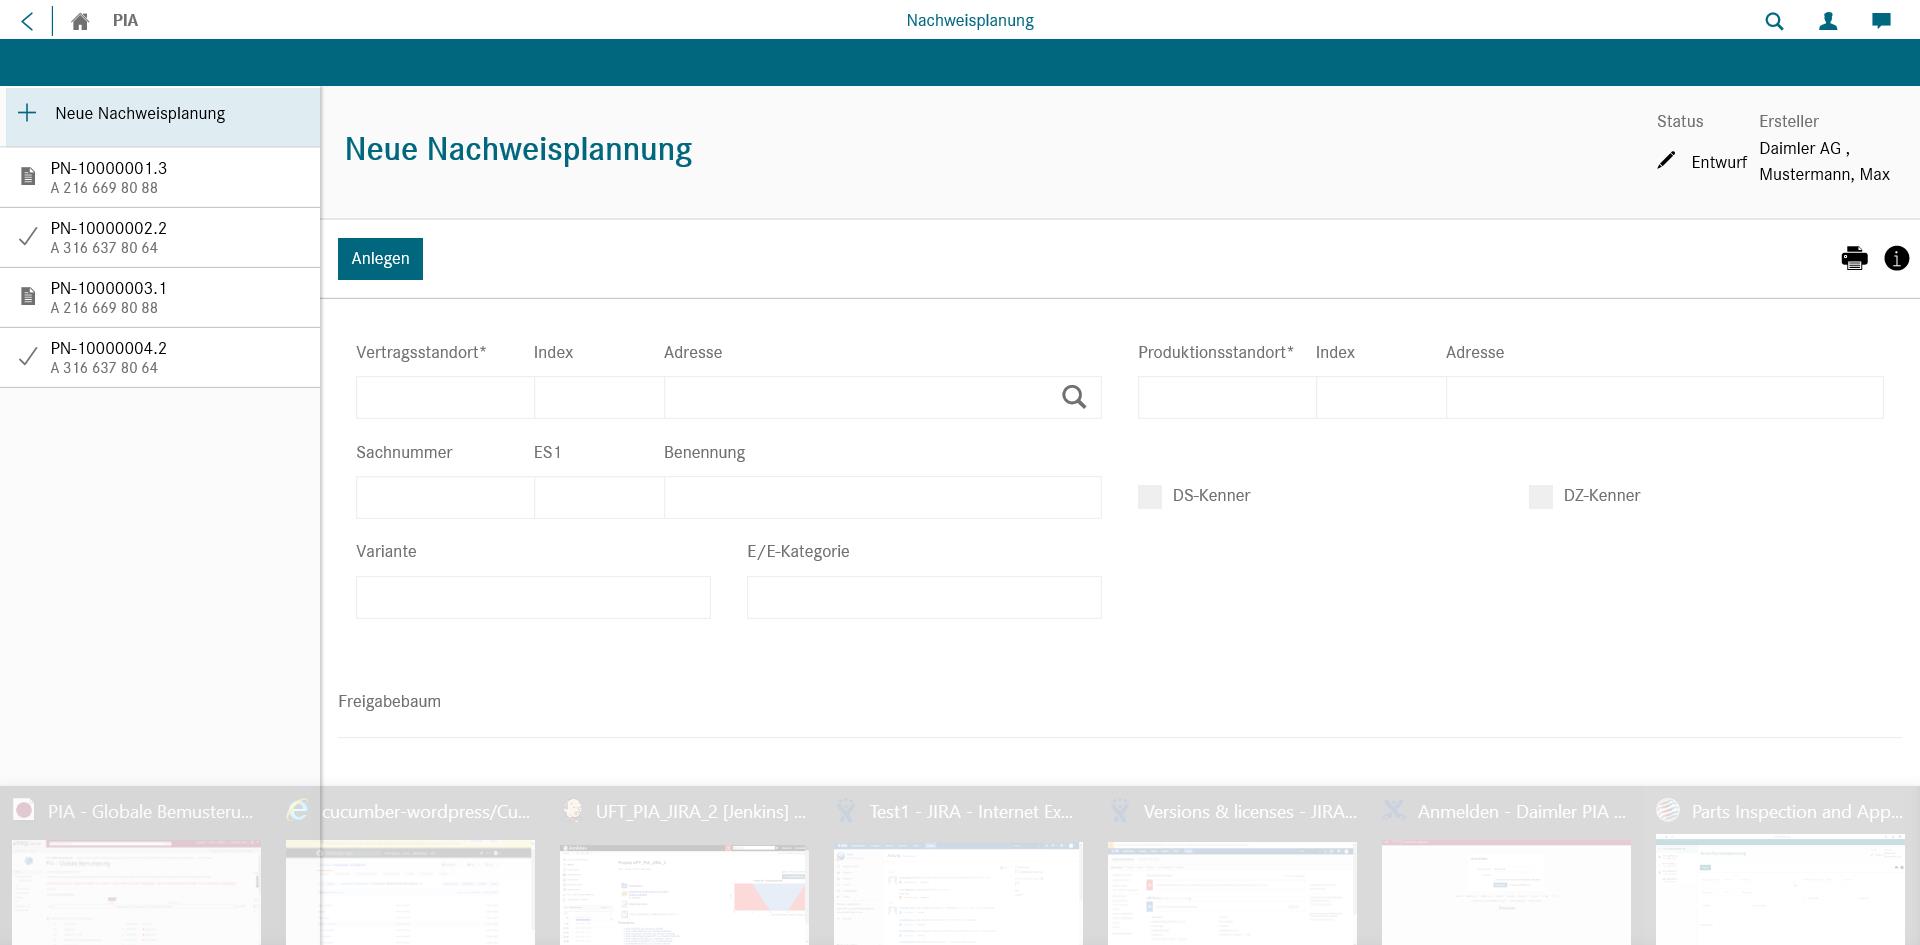 PIA
Nachweisplanung
Neue Nachweisplanung
PN-10000001.3
A 216 669 80 88
PN-10000002.2
A 316 637 80 64
PN-10000003.1
A 216 669 80 88
PN-10000004.2
A 316 637 80 64
Neue Nachweisplannung
Status
Entwurf
Ersteller
Daimler AG ,
Mustermann, Max
Anlegen
Vertragsstandort* Index Adresse
Produktionsstandort* Index Adresse
Sachnummer ES1 Benennung
DS-Kenner DZ-Kenner
Variante E/E-Kategorie
Freigabebaum
PIA - Globale Bemusteru...
cucumber-wordpress/Cu...
UFT_PIA_JIRA_2 [Jenkins] ...
Test1 - JIRA - Internet Ex...
Versions & licenses - JIRA...
Anmelden - Daimler PIA ...
Parts Inspection and App...